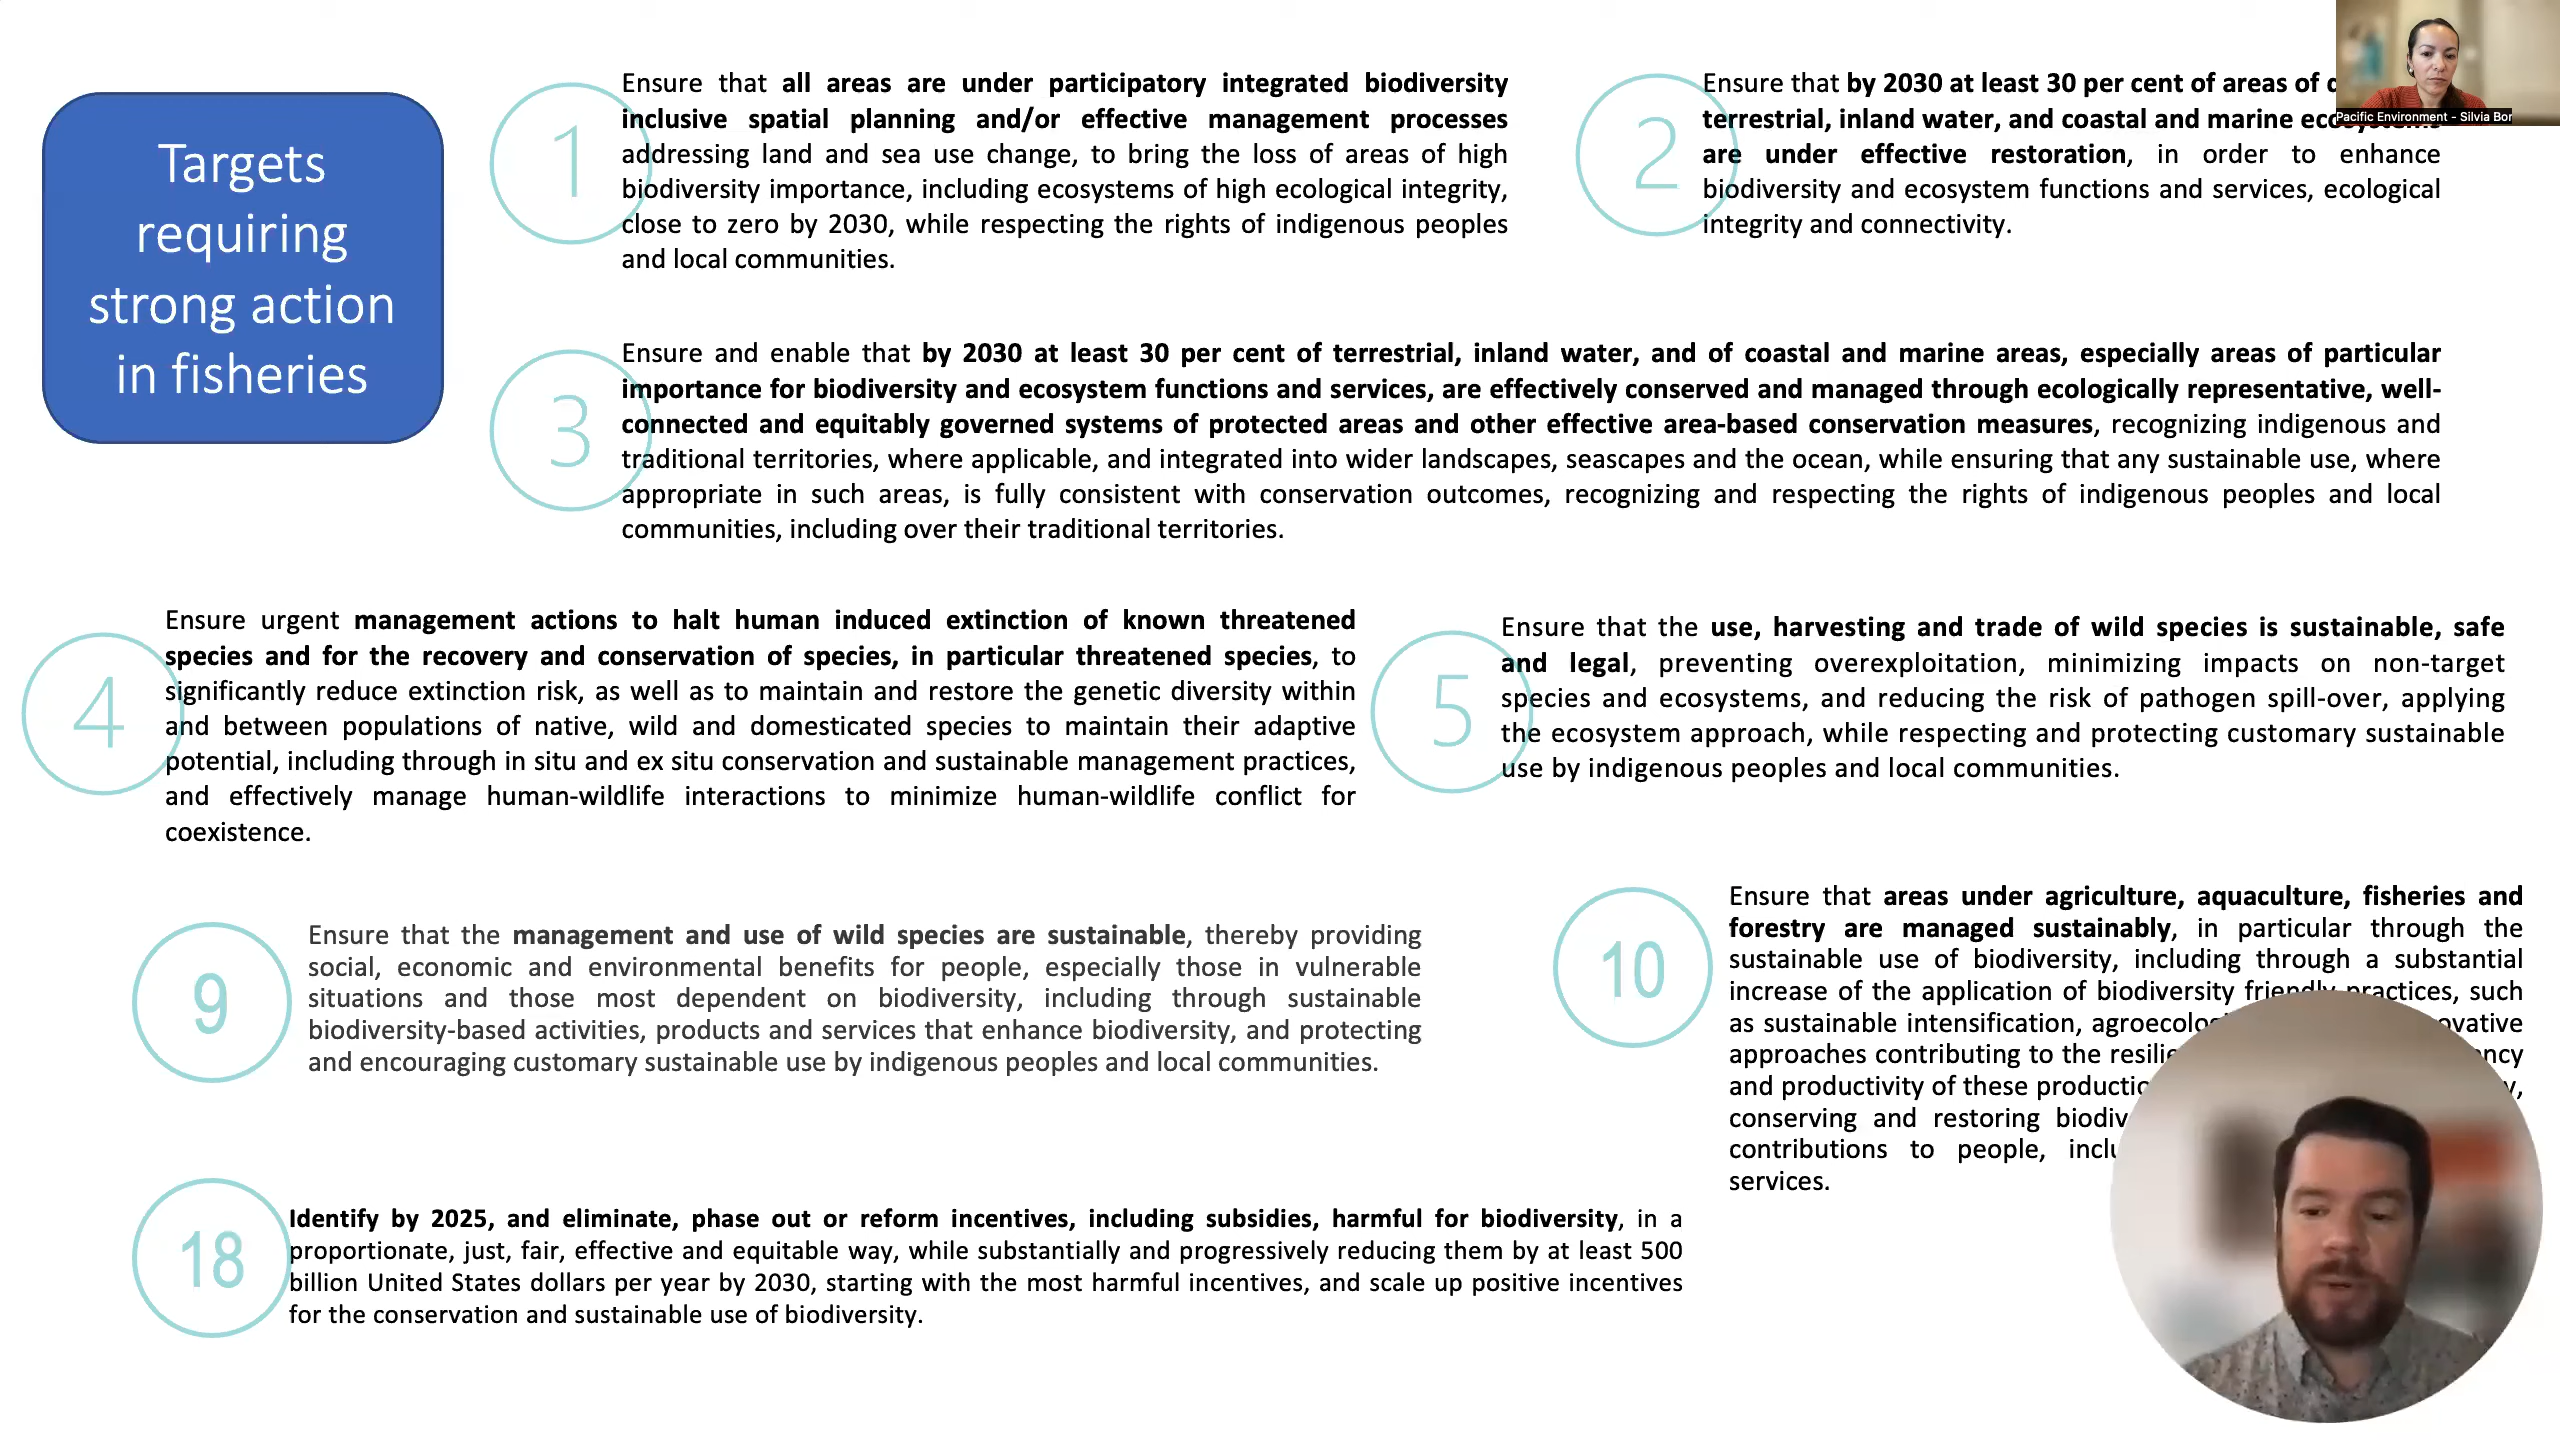 Targets
requiring
strong action
in fisheries
1
Ensure that all areas are under participatory integrated biodiversity
inclusive spatial planning and/or effective management processes
addressing land and sea use change, to bring the loss of areas of high
biodiversity importance, including ecosystems of high ecological integrity,
close to zero by 2030, while respecting the rights of indigenous peoples
and local communities.
2
Ensure that by 2030 at least 30 per cent of areas of
terrestrial, inland water, and coastal and marine
are under effective restoration, in order to enhance
biodiversity and ecosystem functions and services, ecological
integrity and connectivity.
Pacific Environment - Silvia
3
Ensure and enable that by 2030 at least 30 per cent of terrestrial, inland water, and of coastal and marine areas, especially areas of particular
importance for biodiversity and ecosystem functions and services, are effectively conserved and managed through ecologically representative, well-
connected and equitably governed systems of protected areas and other effective area-based conservation measures, recognizing indigenous and
traditional territories, where applicable, and integrated into wider landscapes, seascapes and the ocean, while ensuring that any sustainable use, where
appropriate in such areas, is fully consistent with conservation outcomes, recognizing and respecting the rights of indigenous peoples and local
communities, including over their traditional territories.
4
Ensure urgent management actions to halt human induced extinction of known threatened
species and for the recovery and conservation of species, in particular threatened species, to
significantly reduce extinction risk, as well as to maintain and restore the genetic diversity within
and between populations of native, wild and domesticated species to maintain their adaptive
potential, including through in situ and ex situ conservation and sustainable management practices,
and effectively manage human-wildlife interactions to minimize human-wildlife conflict for
coexistence.
5
Ensure that the use, harvesting and trade of wild species is sustainable, safe
and legal, preventing overexploitation, minimizing impacts on non-target
species and ecosystems, and reducing the risk of pathogen spill-over, applying
the ecosystem approach, while respecting and protecting customary sustainable
use by indigenous peoples and local communities.
9
Ensure that the management and use of wild species are sustainable, thereby providing
social, economic and environmental benefits for people, especially those in vulnerable
situations and those most dependent on biodiversity, including through sustainable
biodiversity-based activities, products and services that enhance biodiversity, and protecting
and encouraging customary sustainable use by indigenous peoples and local communities.
10
Ensure that areas under agriculture, aquaculture, fisheries and
forestry are managed sustainably, in particular through the
sustainable use of biodiversity, including through a substantial
increase of the application of biodiversity friendly practices, such
as sustainable intensification,
approaches contributing to the
and productivity of these
conserving and restoring
contributions to people,
services.
18
Identify by 2025, and eliminate, phase out or reform incentives, including subsidies, harmful for biodiversity, in a
proportionate, just, fair, effective and equitable way, while substantially and progressively reducing them by at least 500
billion United States dollars per year by 2030, starting with the most harmful incentives, and scale up positive incentives
for the conservation and sustainable use of biodiversity.